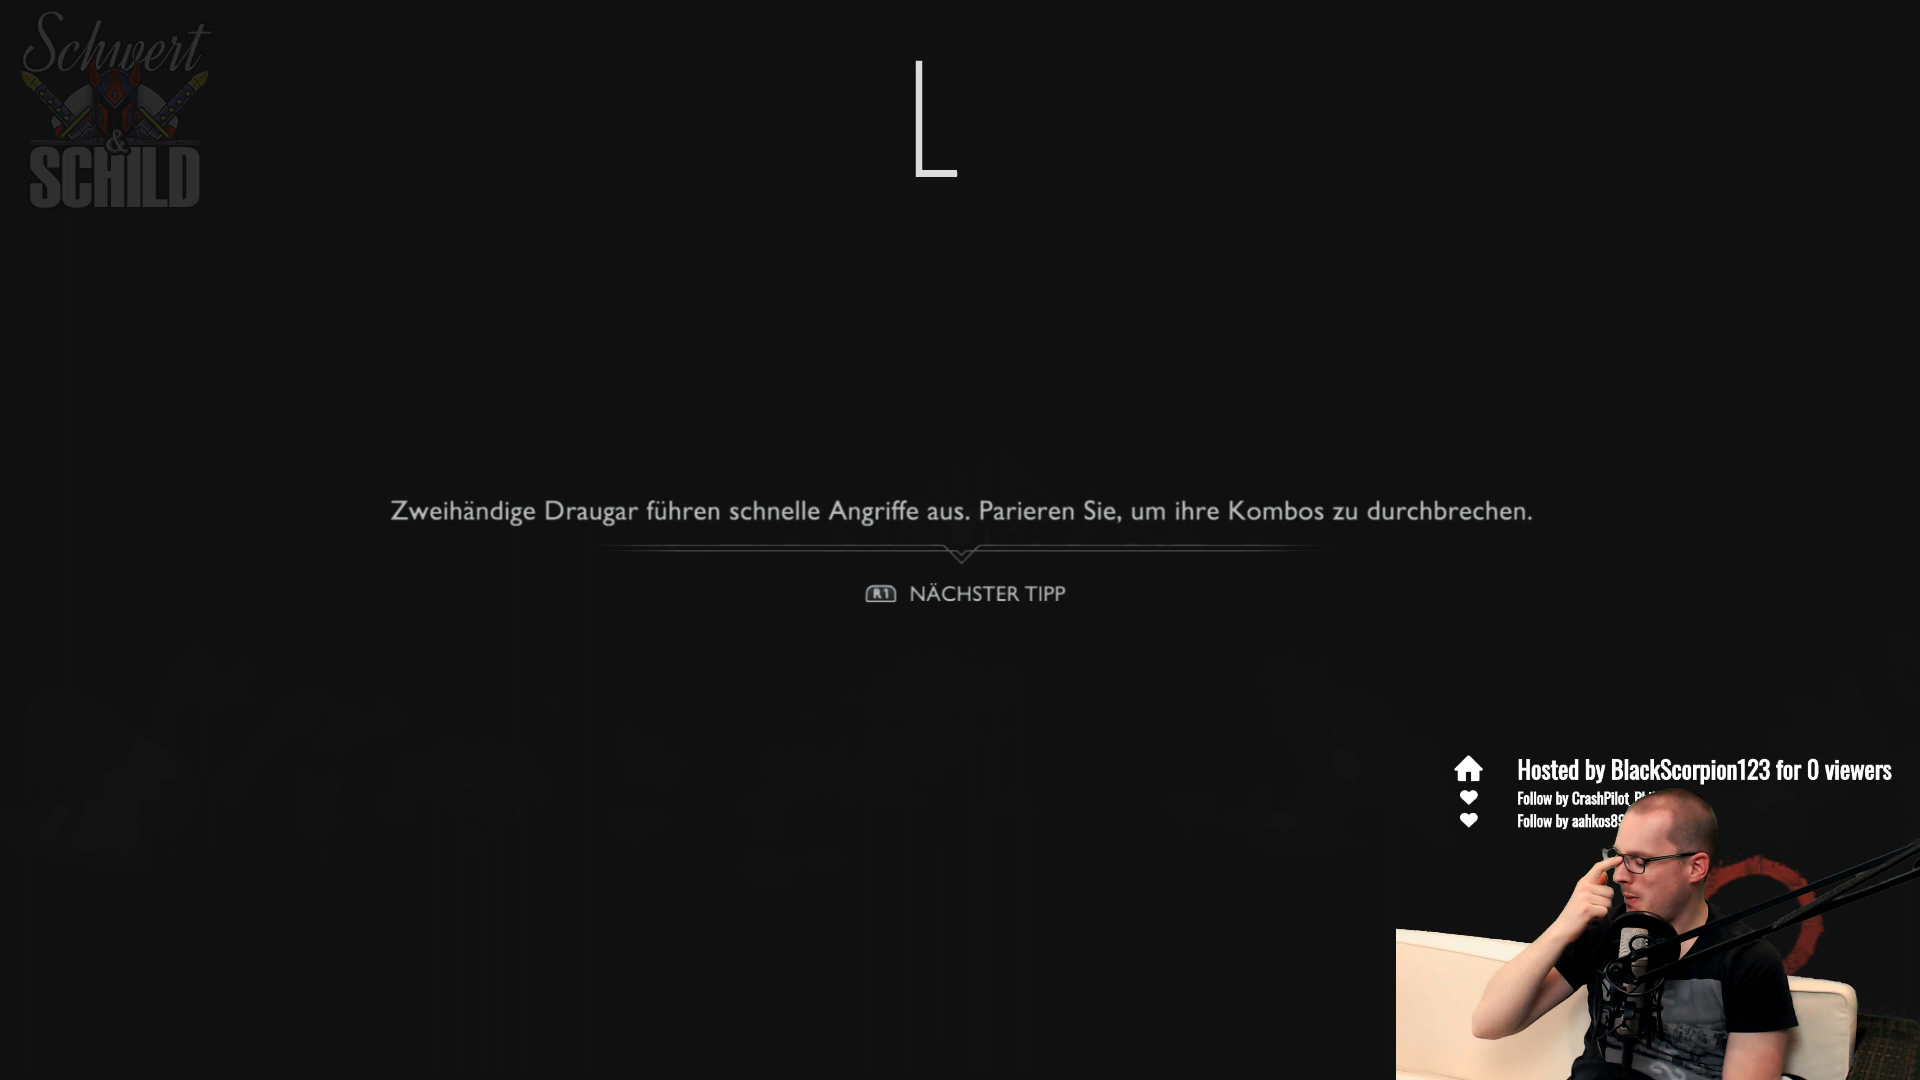 Schwert
&
SCHILD
L
Zweihändige Draugar führen schnelle Angriffe aus. Parieren Sie, um ihre Kombos zu durchbrechen.
R1 NÄCHSTER TIPP
Hosted by BlackScorpion123 for 0 viewers
Follow by
Follow by